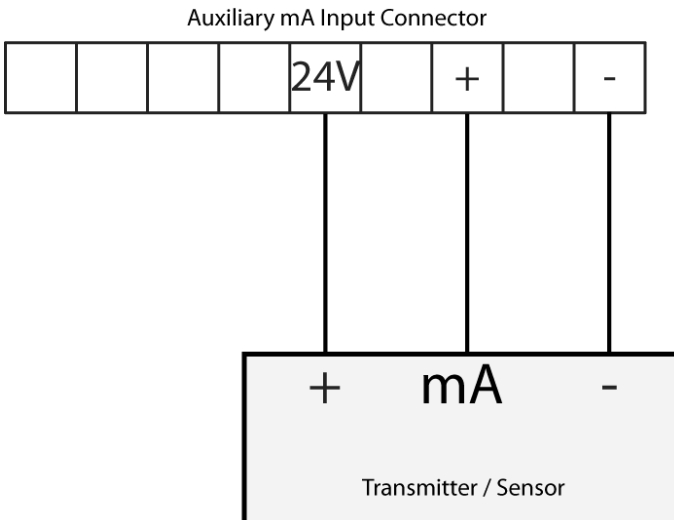 Auxiliary mA Input Connector
24V + -
+ mA -
Transmitter / Sensor